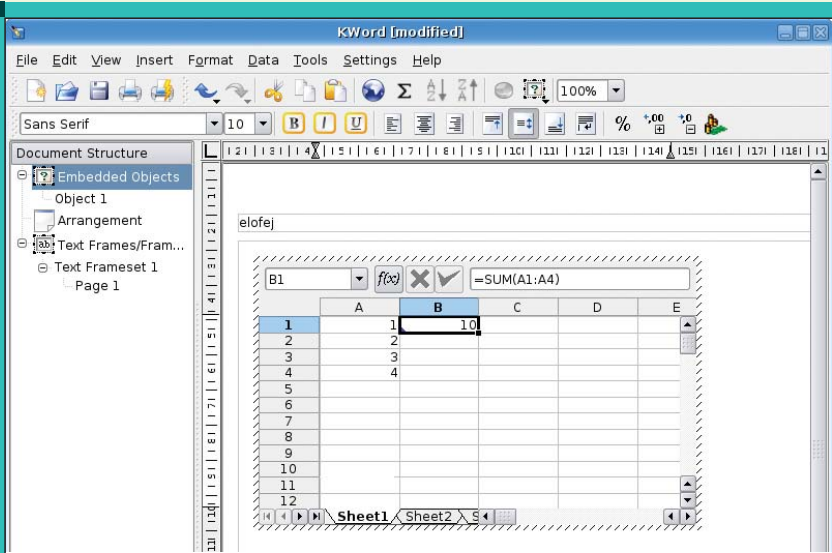 KWord [modified]
File Edit View Insert Format Data Tools Settings Help
Σ 100%
Sans Serif 10 B I U % +,00 +,0
Document Structure
Embedded Objects
Object 1
Arrangement
Text Frames/Fram...
Text Frameset 1
Page 1
elofej
B1 f(x) =SUM(A1:A4)
A B C D E
1 1 10
2 2
3 3
4 4
5
6
7
8
9
10
11
12
Sheet1 Sheet2